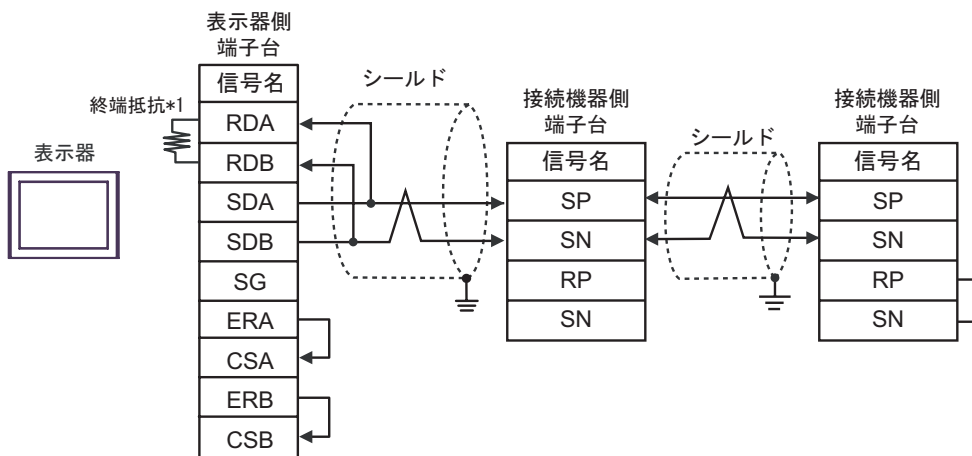 表示器側
端子台
信号名
RDA
RDB
SDA
SDB
SG
ERA
CSA
ERB
CSB
終端抵抗*1
表示器
シールド
接続機器側
端子台
信号名
SP
SN
RP
SN
シールド
接続機器側
端子台
信号名
SP
SN
RP
SN